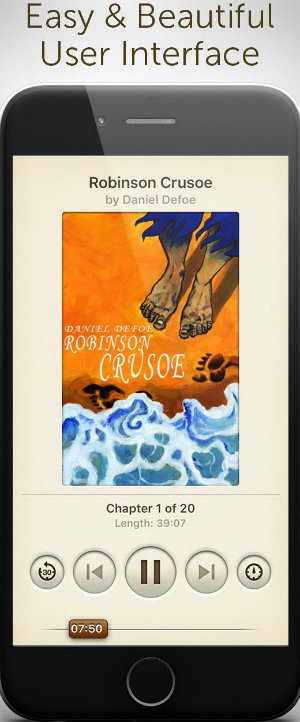 Easy & Beautiful
User Interface
Robinson Crusoe
by Daniel Defoe
DANIEL DEFOE
ROBINSON
CRUSOE
Chapter 1 of 20
Length: 39:07
30
07:50